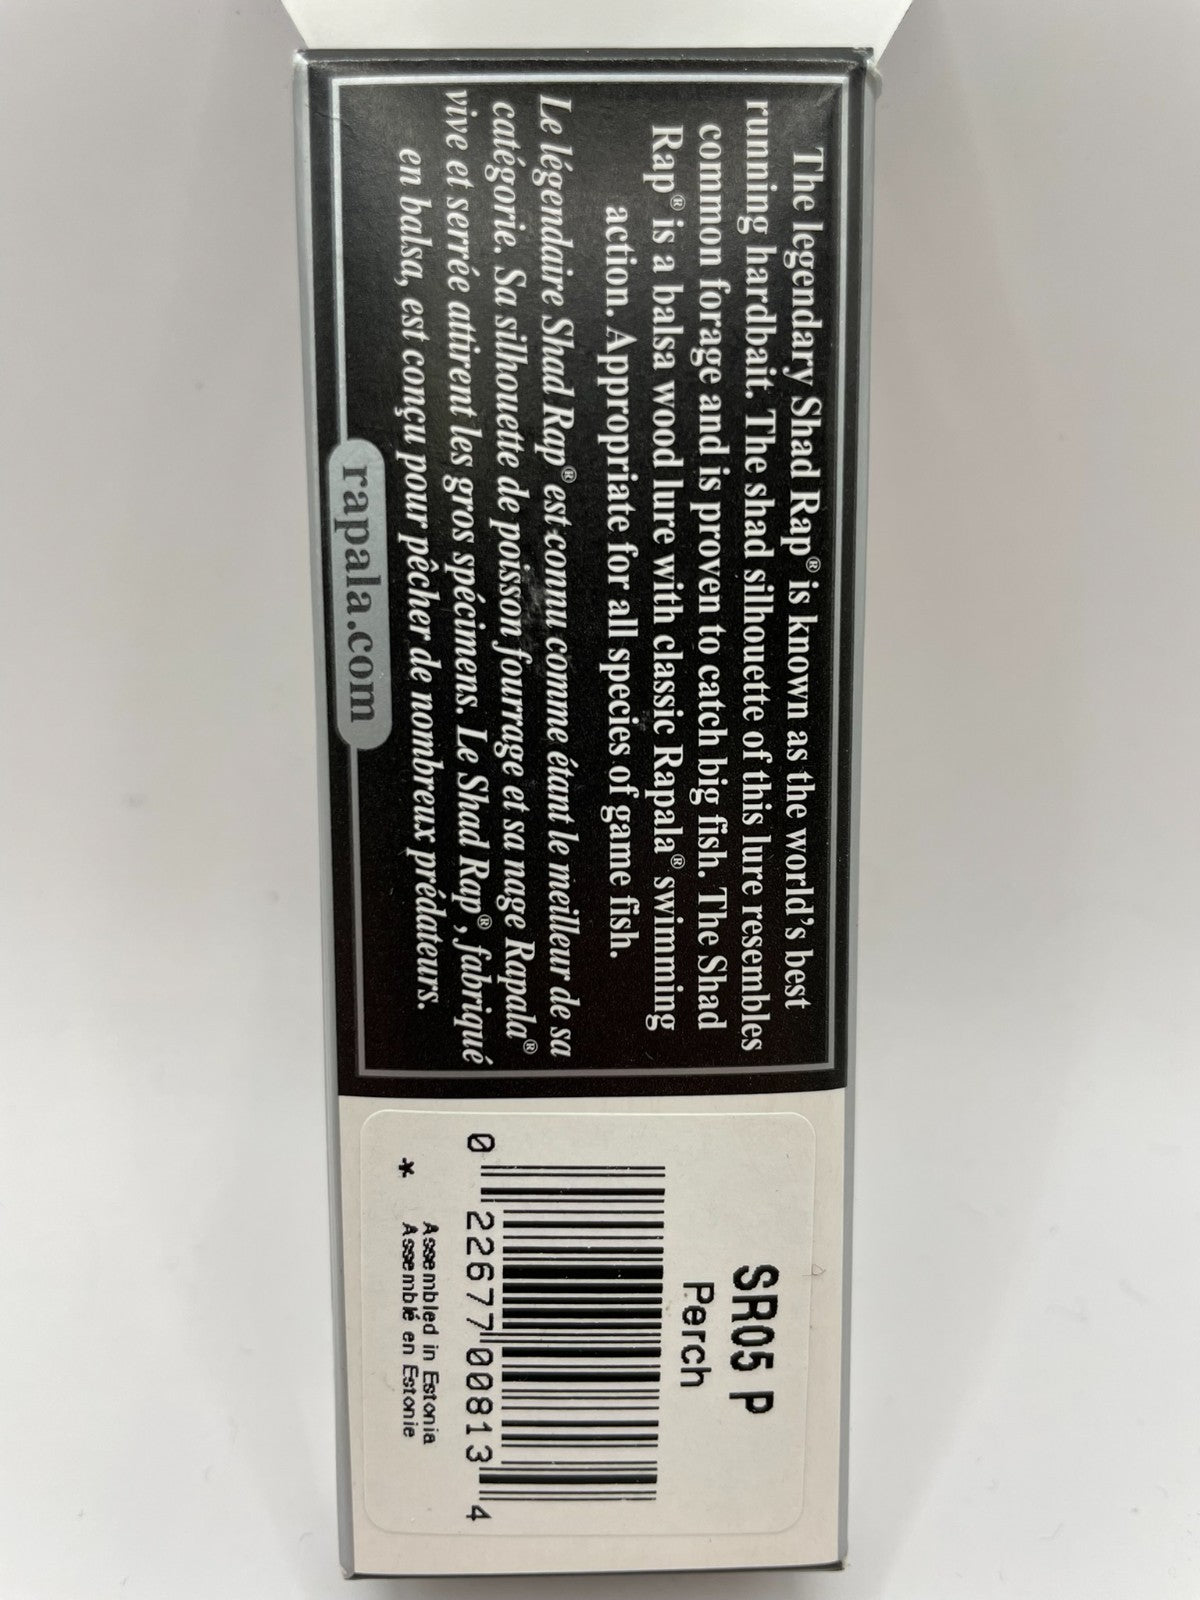 The legendary Shad Rap® is known as the world's best
running hardbait. The shad silhouette of this lure resembles
common forage and is proven to catch big fish. The Shad
Rap® is a balsa wood lure with classic Rapala® swimming
action. Appropriate for all species of game fish.
Le légendaire Shad Rap® est connu comme étant le meilleur de sa
catégorie. Sa silhouette de poisson fourrage et sa nage Rapala®
vive et serrée attirent les gros spécimens. Le Shad Rap®, fabriqué
en balsa, est conçu pour pêcher de nombreux prédateurs.
rapala.com
SR05 P
Perch
0 22677 00813 4
Assembled in Estonia
* Assemblé en Estonie